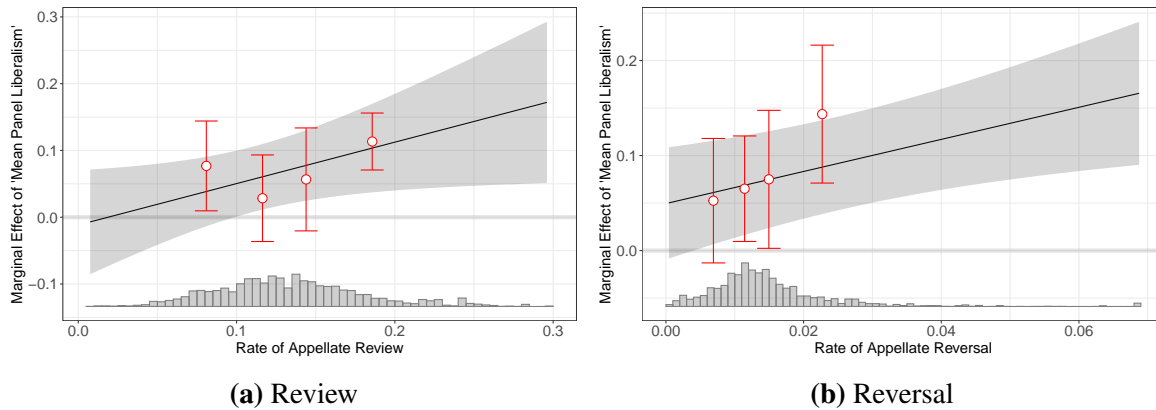 Marginal Effect of 'Mean Panel Liberalism'
0.3
0.2
0.1
0.0
−0.1
0.0 0.1 0.2 0.3
Rate of Appellate Review
(a) Review
Marginal Effect of 'Mean Panel Liberalism'
0.2
0.1
0.0
0.00 0.02 0.04 0.06
Rate of Appellate Reversal
(b) Reversal